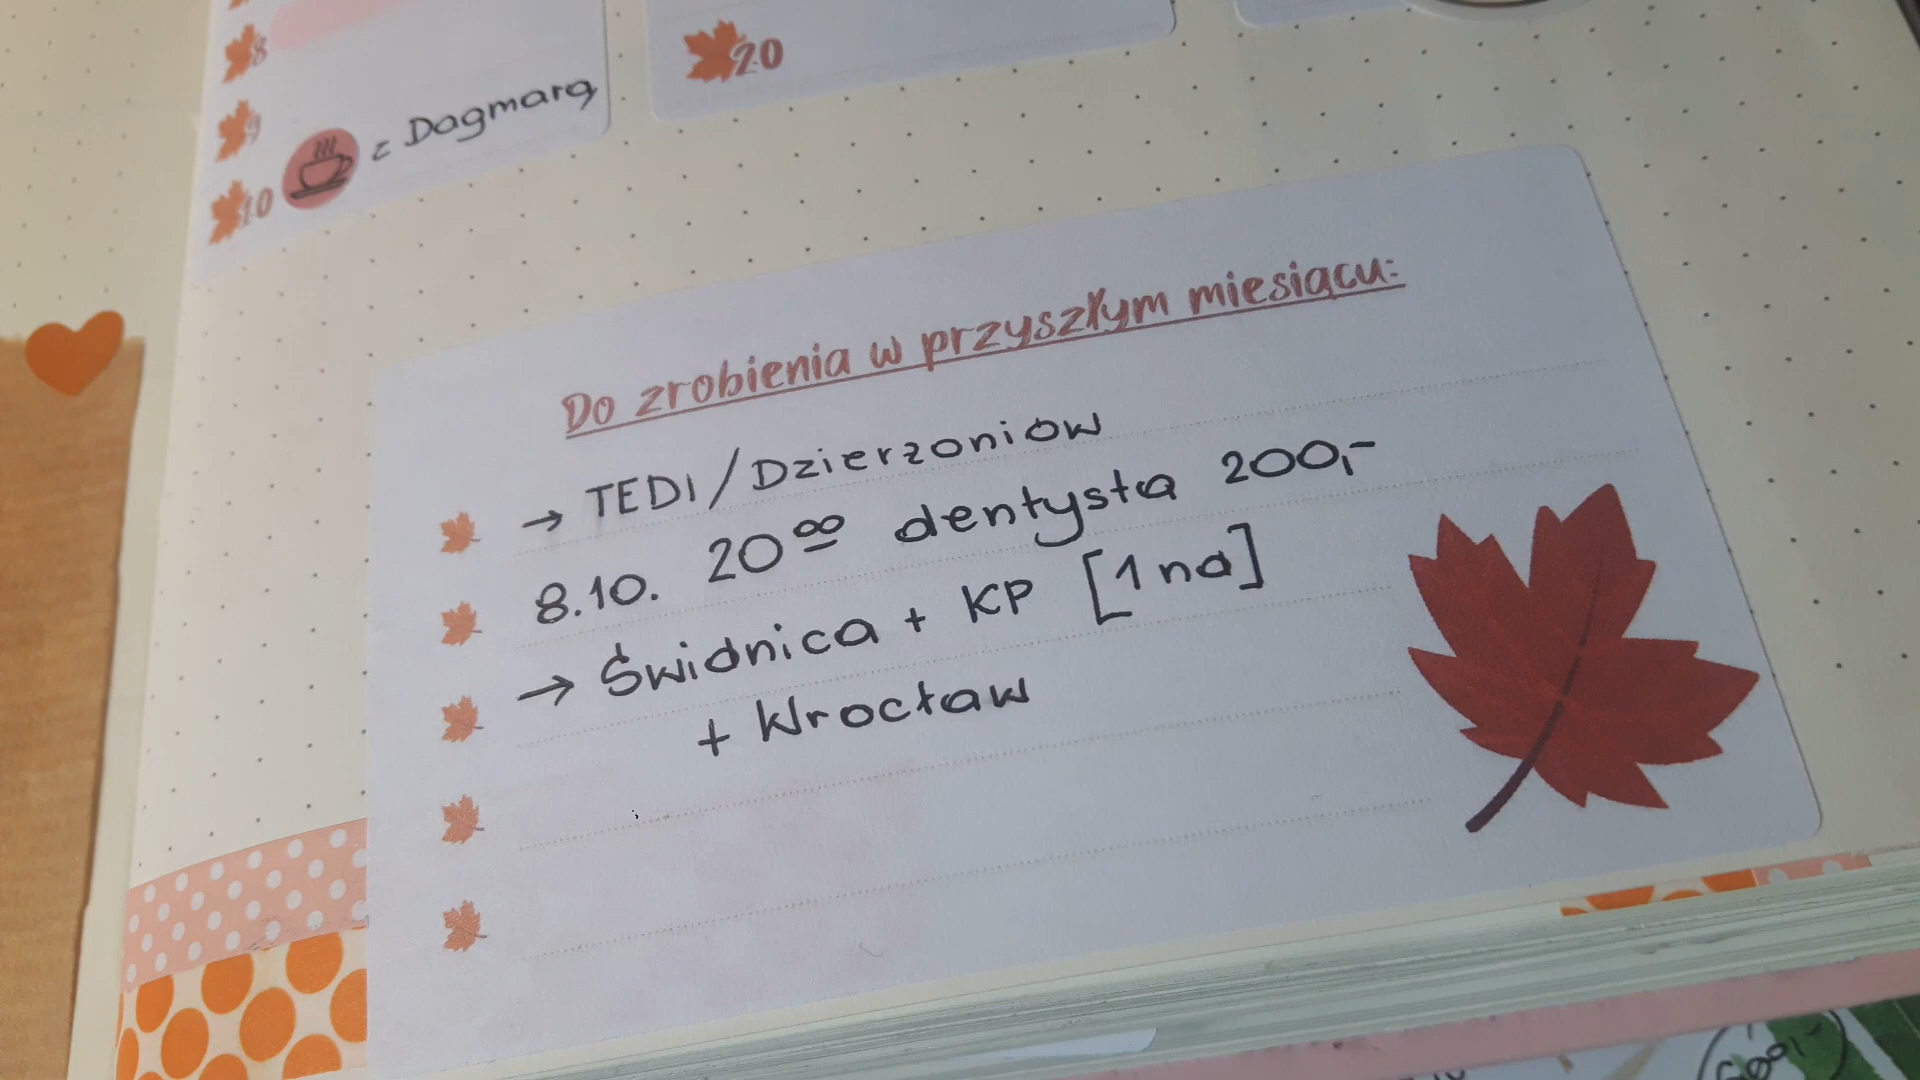 8
9
10 z Dagmarą
20
Do zrobienia w przyszłym miesiącu:
→ TEDI/Dzierzoniów
8.10. 20⁰⁰ dentysta 200,-
→ Świdnica + KP [1 na]
+ Wrocław